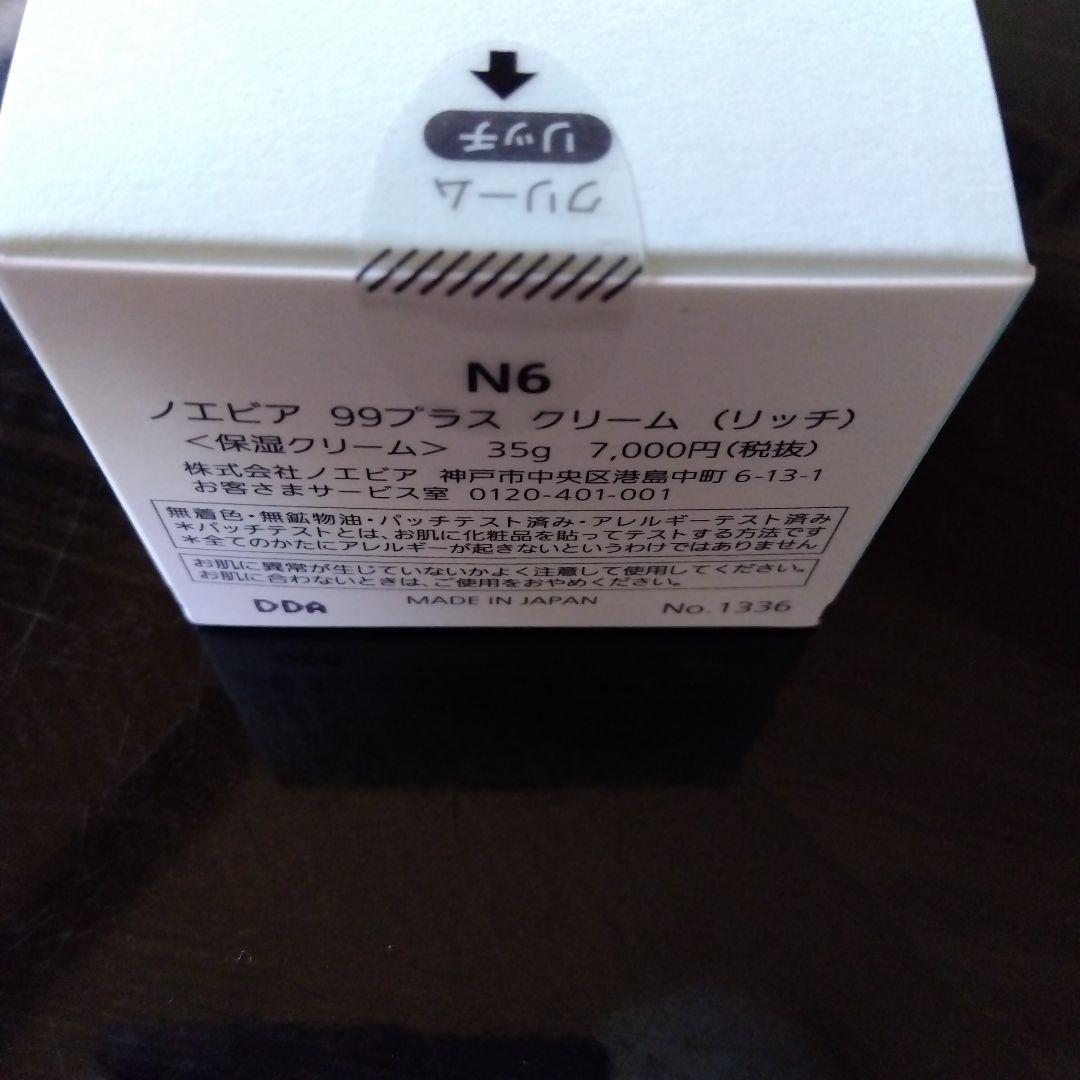 リッチ
クリーム
N6
ノエビア 99プラス クリーム (リッチ)
<保湿クリーム> 35g 7,000円(税抜)
株式会社ノエビア 神戸市中央区港島中町 6-13-1
お客さまサービス室 0120-401-001
無着色・無鉱物油・パッチテスト済み・アレルギーテスト済み
*パッチテストとは、お肌に化粧品を貼ってテストする方法です
*全てのかたにアレルギーが起きないというわけではありません
お肌に異常が生じていないかよく注意して使用してください。
お肌に合わないときは、ご使用をおやめください。
DDA MADE IN JAPAN No.1336